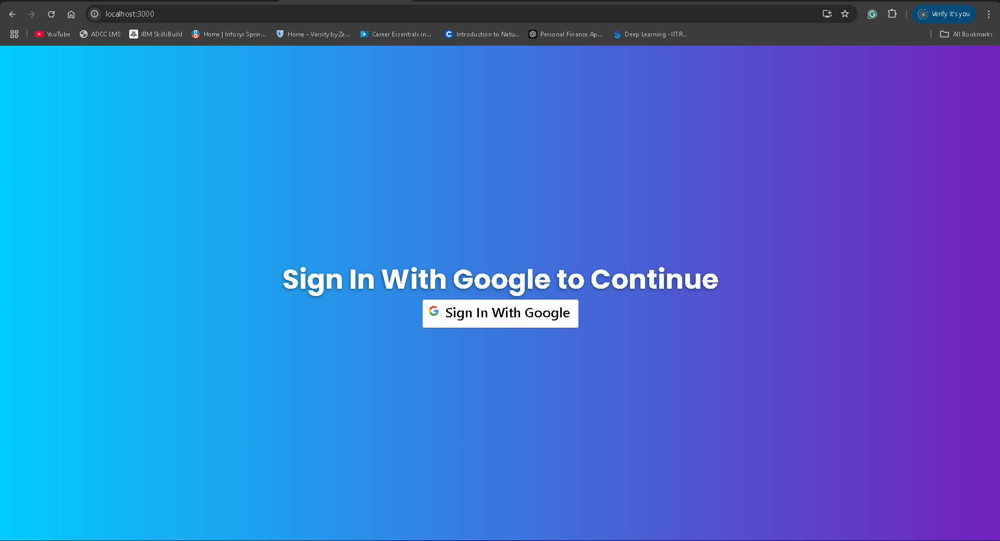 localhost:3000
Verify it's you
YouTube
ADCC LMS
IBM SkillsBuild
Home | Infosys Sprin...
Home – Varsity by Ze...
Career Essentials in...
Introduction to Natu...
Personal Finance Ap...
Deep Learning - IITR...
All Bookmarks
Sign In With Google to Continue
Sign In With Google